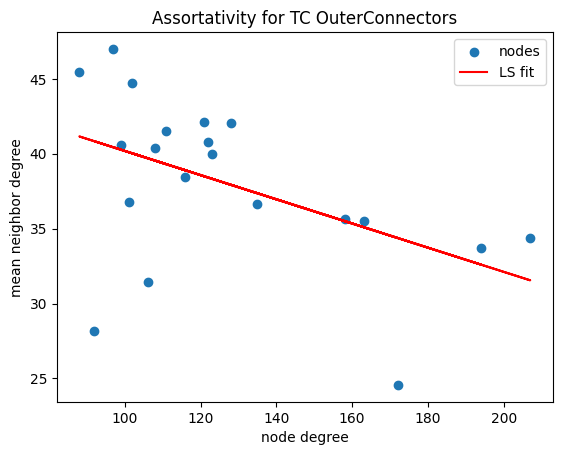 Assortativity for TC OuterConnectors
nodes
LS fit
mean neighbor degree
45
40
35
30
25
100 120 140 160 180 200
node degree